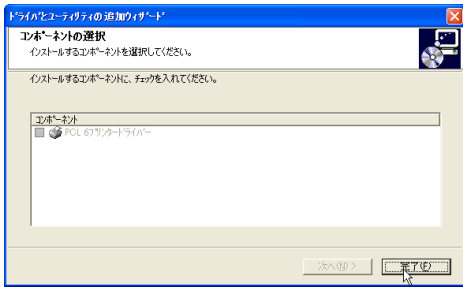 ドライバとユーティリティの追加ウィザード
コンポーネントの選択
インストールするコンポーネントを選択してください。
インストールするコンポーネントに、チェックを入れてください。
コンポーネント
PCL 6プリンタードライバー
次へ(N) >
完了(F)